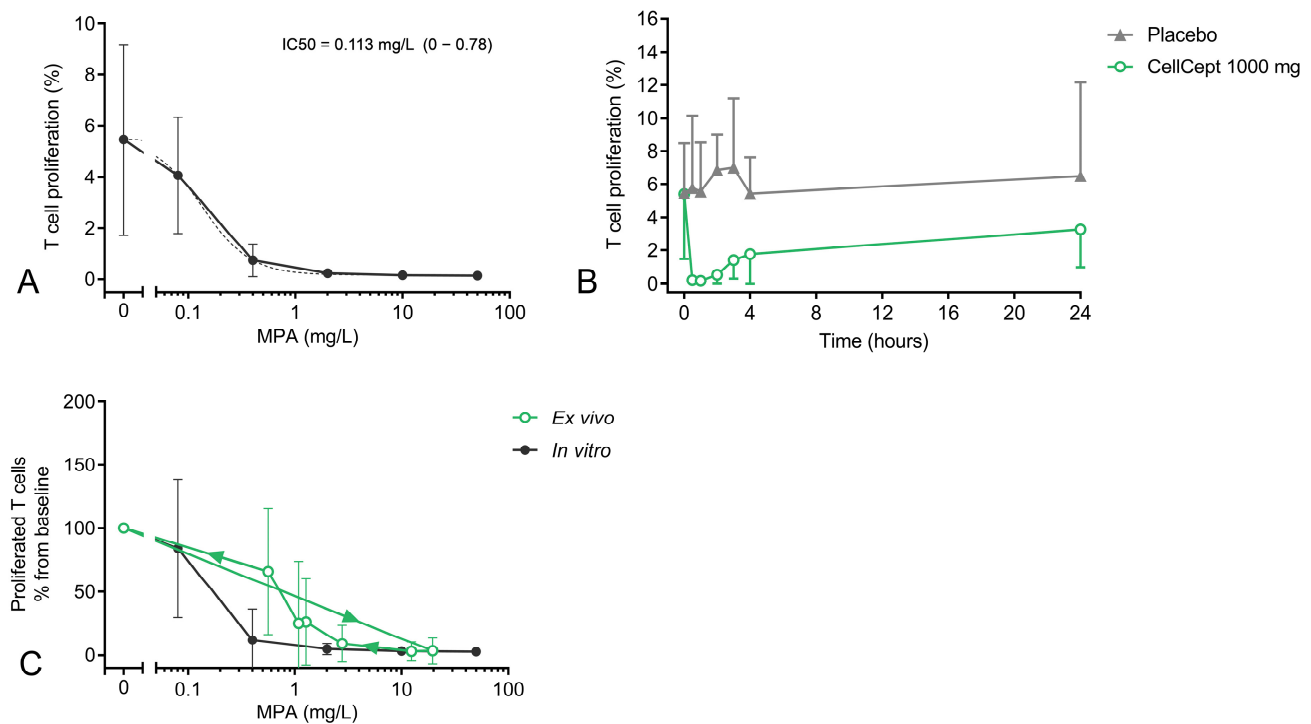 10
8
6
4
2
0
T cell proliferation (%)
IC50 = 0.113 mg/L (0 − 0.78)
0 0.1 1 10 100
MPA (mg/L)
A
16
14
12
10
8
6
4
2
0
T cell proliferation (%)
0 4 8 12 16 20 24
Time (hours)
B
Placebo
CellCept 1000 mg
200
150
100
50
0
Proliferated T cells
% from baseline
0 0.1 1 10 100
MPA (mg/L)
C
Ex vivo
In vitro